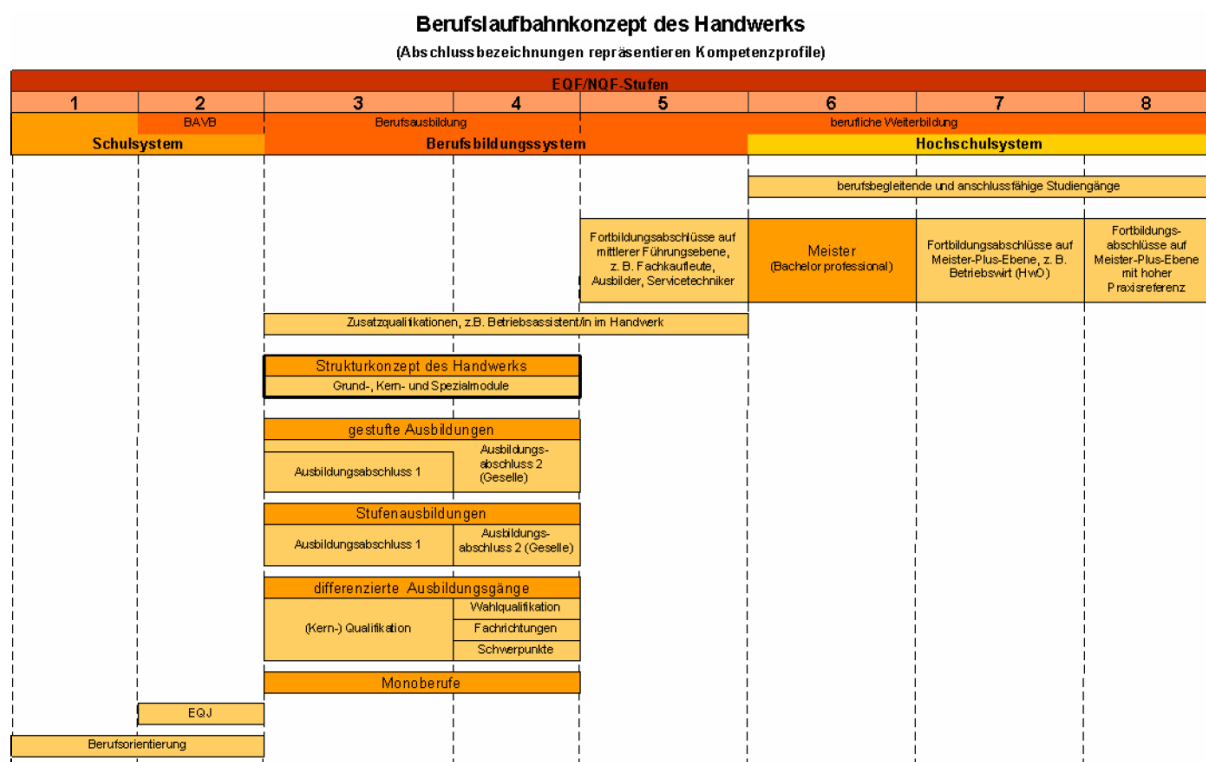 Berufslaufbahnkonzept des Handwerks
(Abschlussbezeichnungen repräsentieren Kompetenzprofile)
EQF/NQF-Stufen
1 2 3 4 5 6 7 8
BAVB Berufsausbildung berufliche Weiterbildung
Schulsystem Berufsbildungssystem Hochschulsystem
berufsbegleitende und anschlussfähige Studiengänge
Fortbildungsabschlüsse auf
mittlerer Führungsebene,
z. B. Fachkaufleute,
Ausbilder, Servicetechniker
Meister
(Bachelor professional)
Fortbildungsabschlüsse auf
Meister-Plus-Ebene, z. B.
Betriebswirt (HwO)
Fortbildungs-
abschlüsse auf
Meister-Plus-Ebene
mit hoher
Praxisreferenz
Zusatzqualifikationen, z.B. Betriebsassistent/in im Handwerk
Strukturkonzept des Handwerks
Grund-, Kern- und Spezialmodule
gestufte Ausbildungen
Ausbildungsabschluss 1
Ausbildungs-
abschluss 2
(Geselle)
Stufenausbildungen
Ausbildungsabschluss 1
Ausbildungs-
abschluss 2 (Geselle)
differenzierte Ausbildungsgänge
(Kern-) Qualifikation
Wahlqualifikation
Fachrichtungen
Schwerpunkte
Monoberufe
EQJ
Berufsorientierung